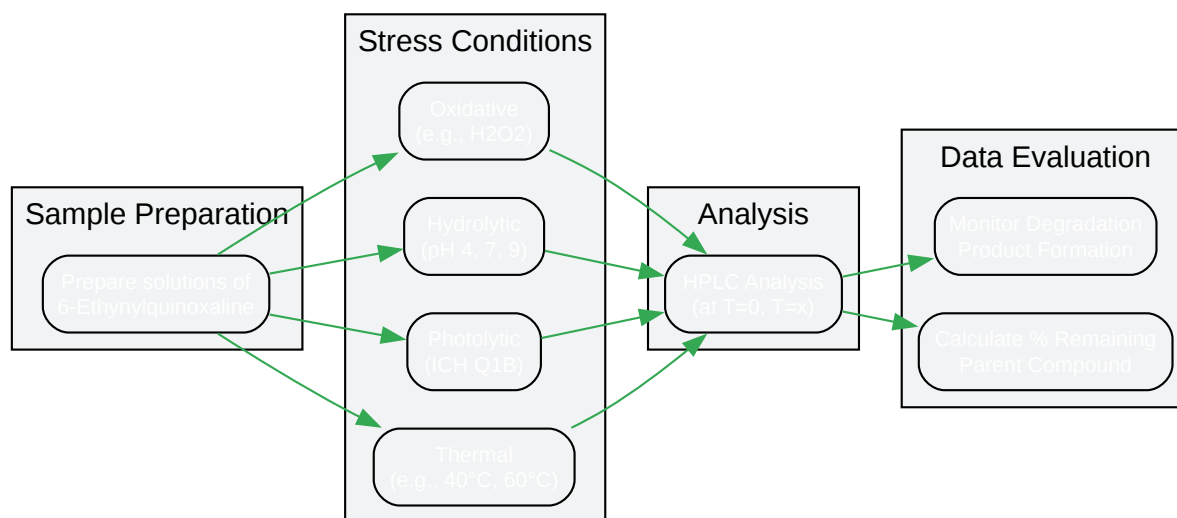 Sample Preparation
Prepare solutions of
6-Ethynylquinoxaline
Stress Conditions
Oxidative
(e.g., H2O2)
Hydrolytic
(pH 4, 7, 9)
Photolytic
(ICH Q1B)
Thermal
(e.g., 40°C, 60°C)
Analysis
HPLC Analysis
(at T=0, T=x)
Data Evaluation
Monitor Degradation
Product Formation
Calculate % Remaining
Parent Compound